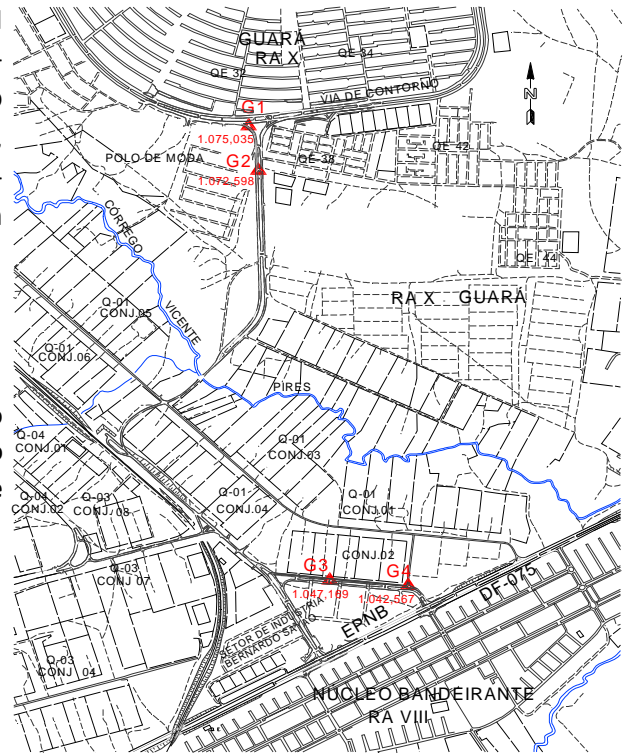 GUARÁ
RA X
QE 34
QE 32
VIA DE CONTORNO
G1
N
1.075,035
POLO DE MODA
G2
QE-38
QE-42
1.072,598
CORREGO
VICENTE
PIRES
QE 44
RA X GUARÁ
Q-01
CONJ.05
Q-01
CONJ.06
Q-04
CONJ.01
Q-01
CONJ.03
Q-04
CONJ.02
Q-03
CONJ.08
Q-01
CONJ.04
Q-01
CONJ.01
CONJ.02
G3
G4
Q-03
CONJ 07
1.047,169
1.042,567
DF-075
EPNB
SETOR DE INDUSTRIA
BERNARDO SAYAO
Q-03
CONJ 04
NUCLEO BANDEIRANTE
RA VIII